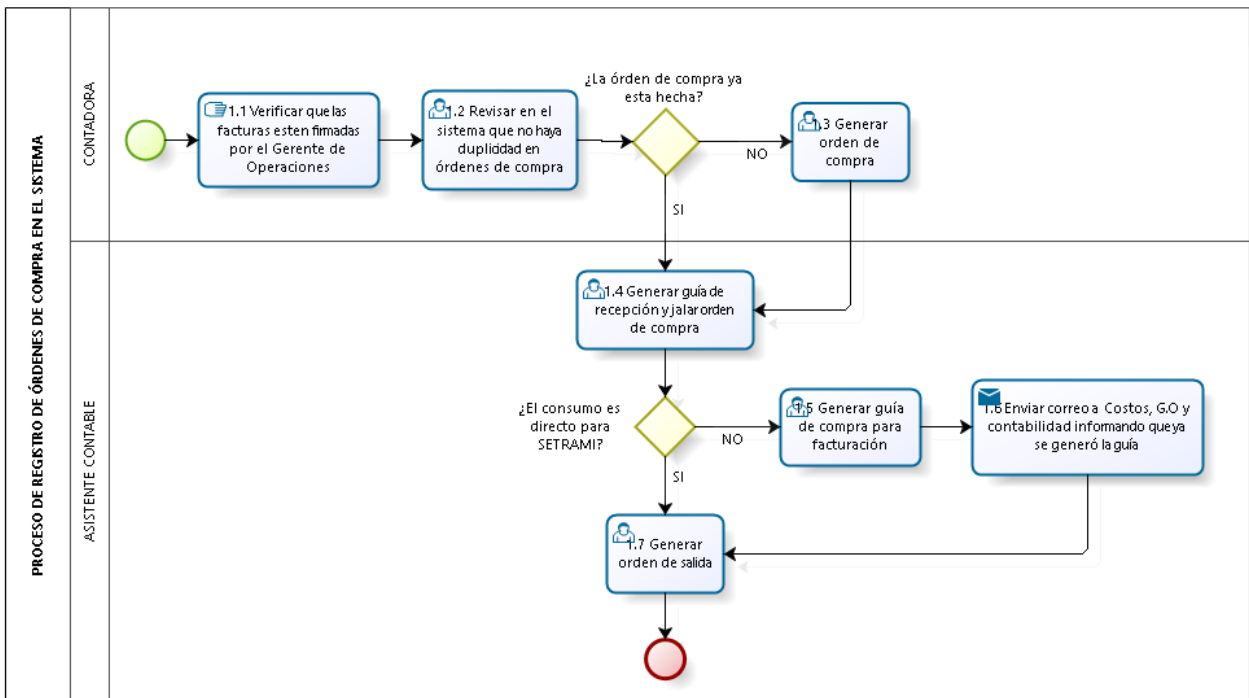 PROCESO DE REGISTRO DE ÓRDENES DE COMPRA EN EL SISTEMA
CONTADORA
1.1 Verificar que las
facturas esten firmadas
por el Gerente de
Operaciones
1.2 Revisar en el
sistema que no haya
duplicidad en
órdenes de compra
¿La órden de compra ya
esta hecha?
NO
1.3 Generar
orden de
compra
SI
ASISTENTE CONTABLE
1.4 Generar guía de
recepción y jalar orden
de compra
¿El consumo es
directo para
SETRAMI?
NO
1.5 Generar guía
de compra para
facturación
1.6 Enviar correo a Costos, G.O y
contabilidad informando que ya
se generó la guía
SI
1.7 Generar
orden de salida